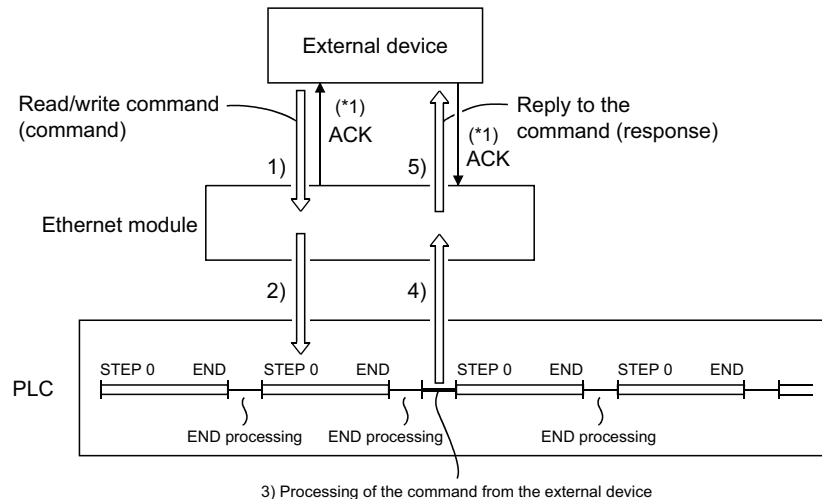 External device
Read/write command
(command)
(*1)
ACK
Reply to the
command (response)
(*1)
ACK
1)
5)
Ethernet module
2)
4)
STEP 0
END
STEP 0
END
STEP 0
END
STEP 0
END
PLC
END processing
END processing
END processing
3) Processing of the command from the external device